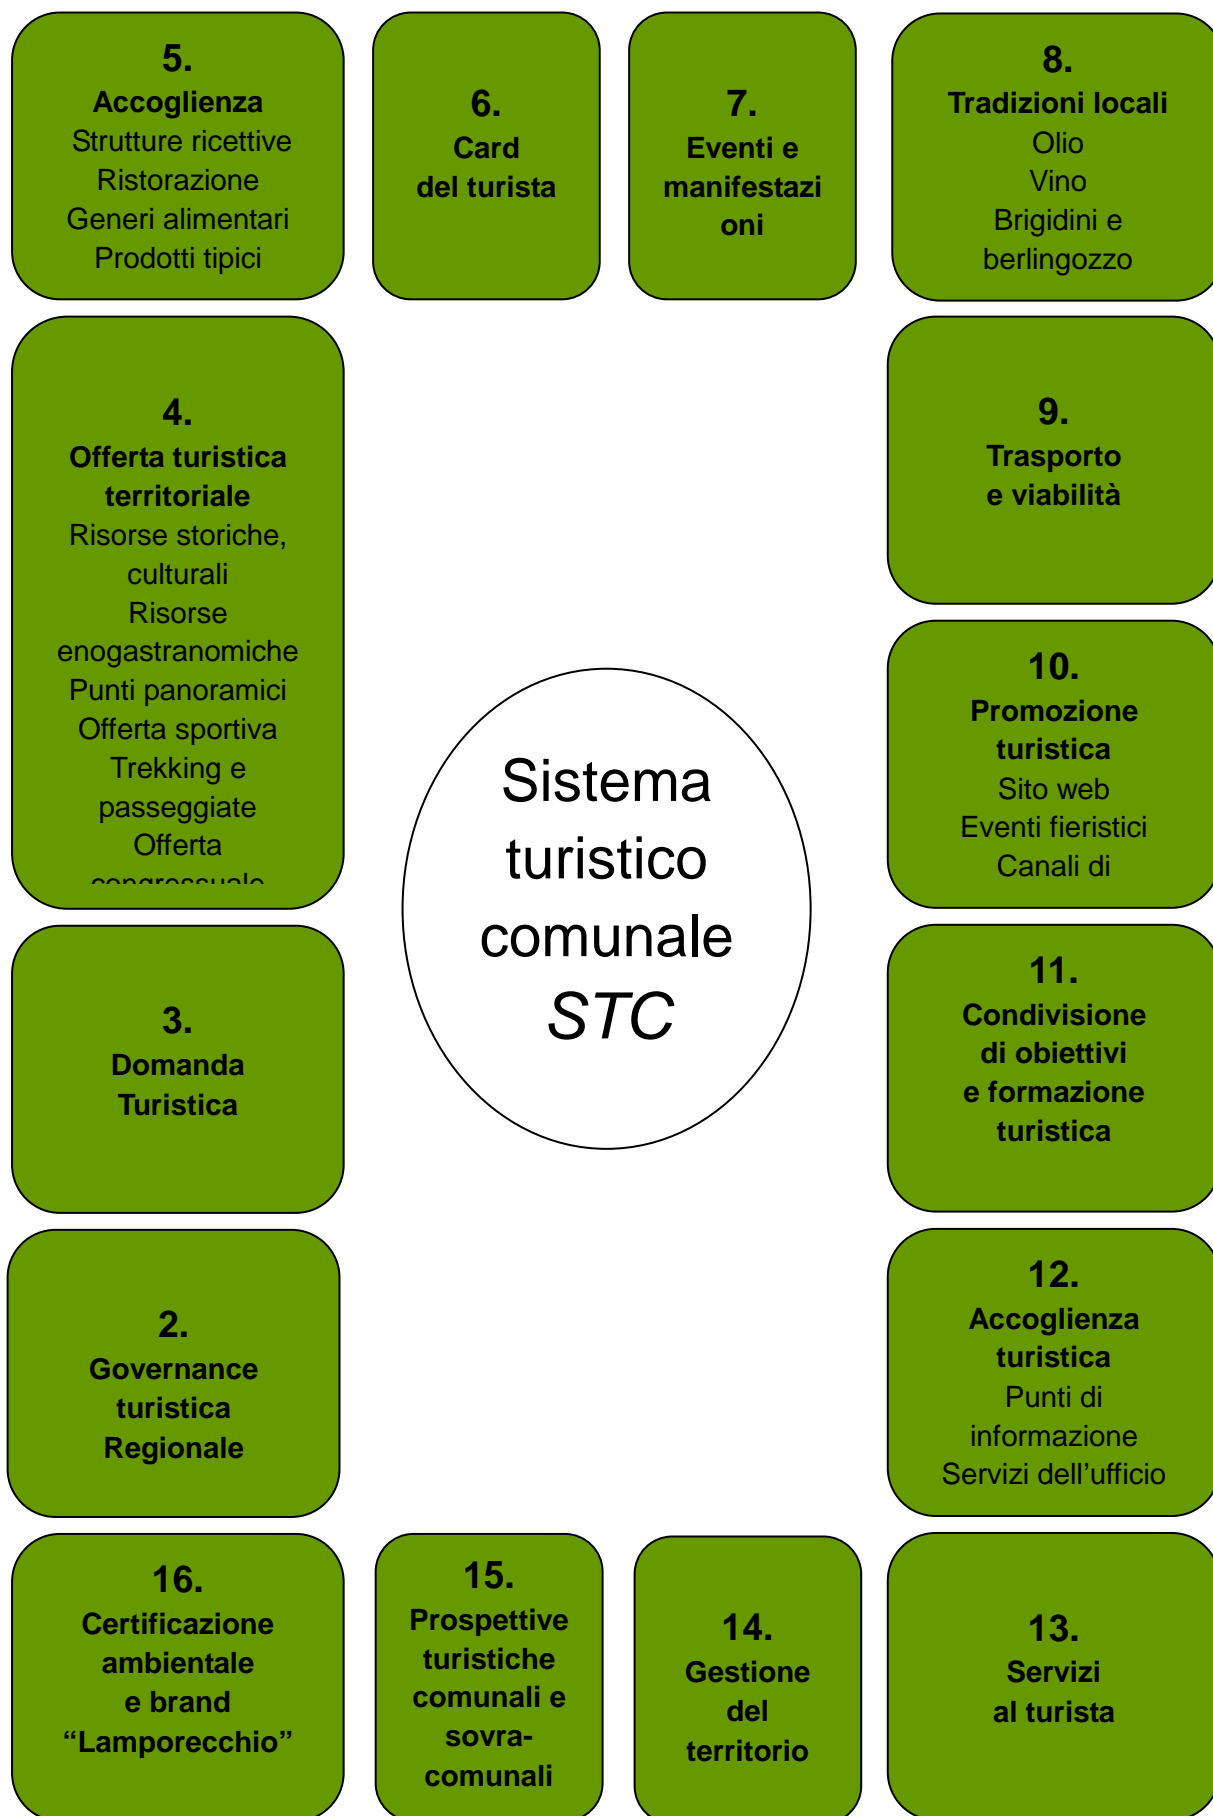 5.
Accoglienza
Strutture ricettive
Ristorazione
Generi alimentari
Prodotti tipici
6.
Card
del turista
7.
Eventi e
manifestazi
oni
8.
Tradizioni locali
Olio
Vino
Brigidini e
berlingozzo
4.
Offerta turistica
territoriale
Risorse storiche,
culturali
Risorse
enogastranomiche
Punti panoramici
Offerta sportiva
Trekking e
passeggiate
Offerta
congressuale
9.
Trasporto
e viabilità
10.
Promozione
turistica
Sito web
Eventi fieristici
Canali di
Sistema
turistico
comunale
STC
3.
Domanda
Turistica
11.
Condivisione
di obiettivi
e formazione
turistica
2.
Governance
turistica
Regionale
12.
Accoglienza
turistica
Punti di
informazione
Servizi dell’ufficio
16.
Certificazione
ambientale
e brand
“Lamporecchio”
15.
Prospettive
turistiche
comunali e
sovra-
comunali
14.
Gestione
del
territorio
13.
Servizi
al turista